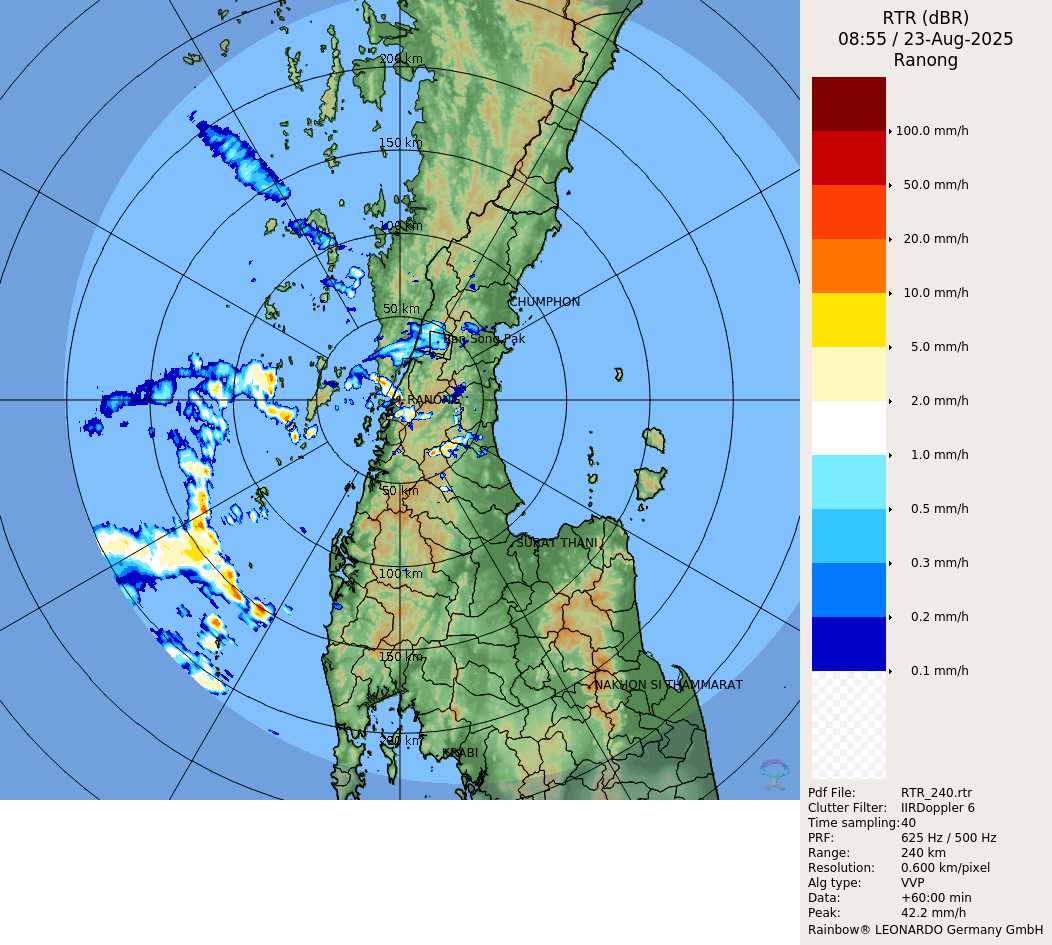 RTR (dBR)
08:55 / 23-Aug-2025
Ranong
200 km
150 km
100 km
50 km
CHUMPHON
Ban Song Pak
RANONG
50 km
SURAT THANI
100 km
150 km
NAKHON SI THAMMARAT
200 km
KRABI
100.0 mm/h
50.0 mm/h
20.0 mm/h
10.0 mm/h
5.0 mm/h
2.0 mm/h
1.0 mm/h
0.5 mm/h
0.3 mm/h
0.2 mm/h
0.1 mm/h
Pdf File: RTR_240.rtr
Clutter Filter: IIRDoppler 6
Time sampling:40
PRF: 625 Hz / 500 Hz
Range: 240 km
Resolution: 0.600 km/pixel
Alg type: VVP
Data: +60:00 min
Peak: 42.2 mm/h
Rainbow® LEONARDO Germany GmbH